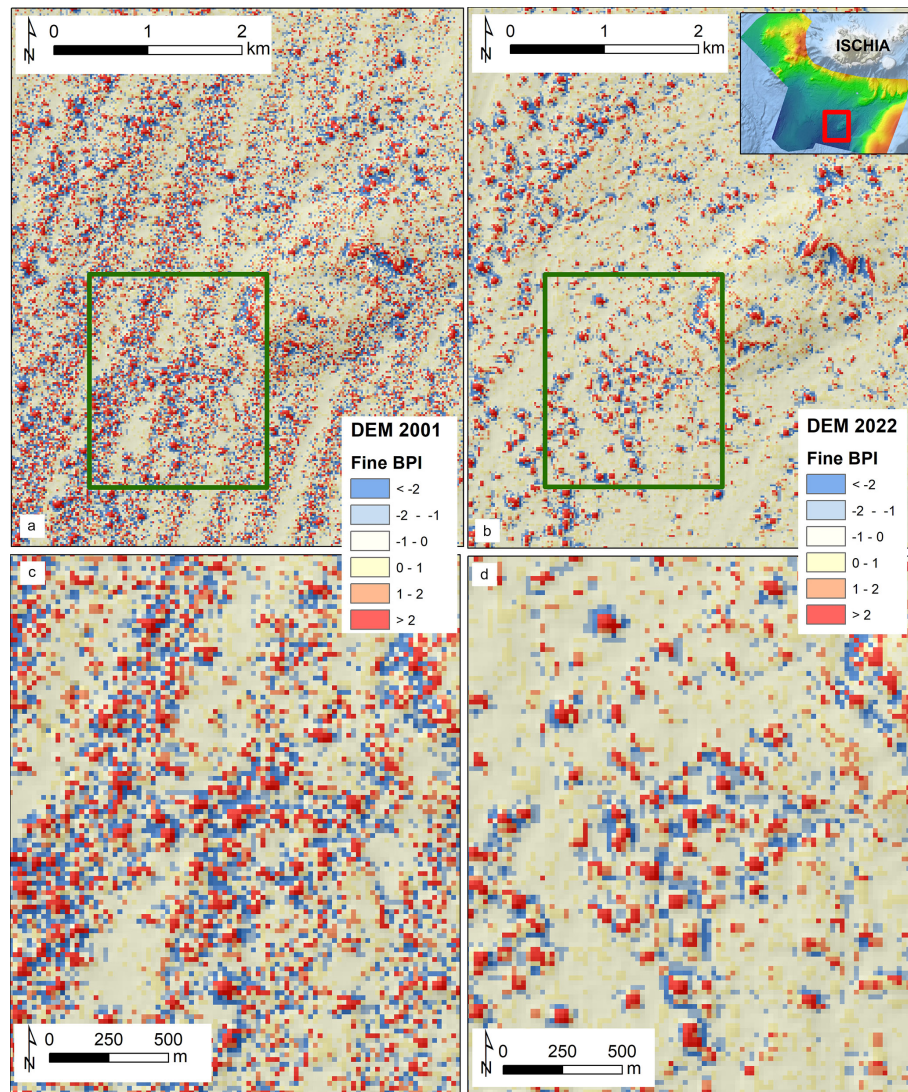 N
0 1 2
km
N
0 1 2
km
ISCHIA
DEM 2001
Fine BPI
< -2
-2 - -1
-1 - 0
0 - 1
1 - 2
> 2
a
DEM 2022
Fine BPI
< -2
-2 - -1
-1 - 0
0 - 1
1 - 2
> 2
b
c
N
0 250 500
m
d
N
0 250 500
m